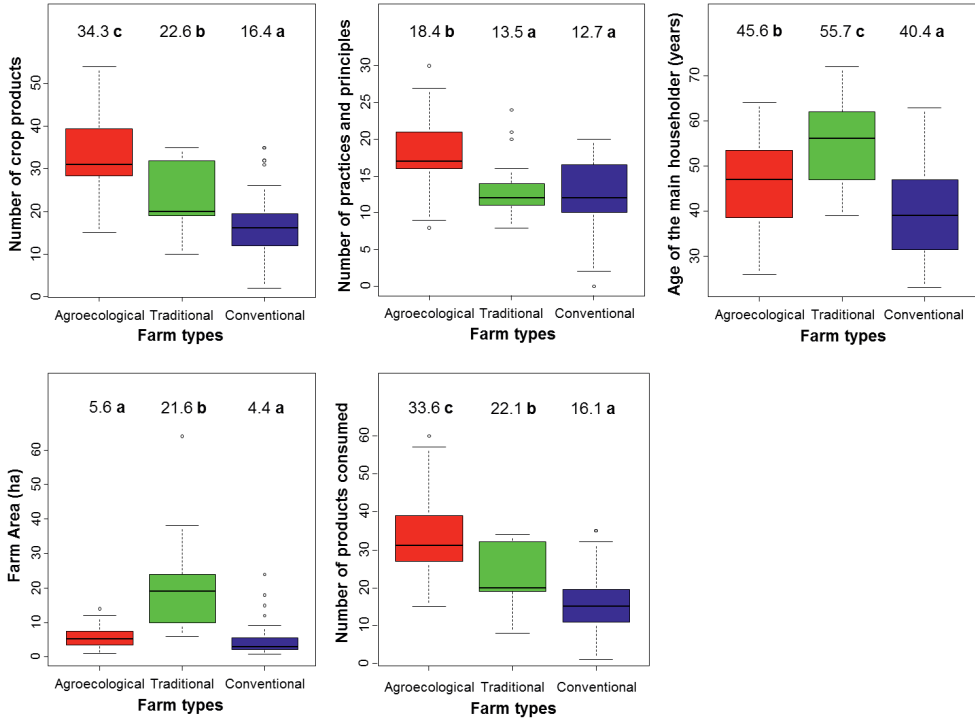 Number of crop products
34.3 c 22.6 b 16.4 a
0 10 20 30 40 50
Agroecological Traditional Conventional
Farm types
Number of practices and principles
18.4 b 13.5 a 12.7 a
0 5 10 15 20 25 30
Agroecological Traditional Conventional
Farm types
Age of the main householder (years)
45.6 b 55.7 c 40.4 a
30 40 50 60 70
Agroecological Traditional Conventional
Farm types
Farm Area (ha)
5.6 a 21.6 b 4.4 a
0 10 20 30 40 50 60
Agroecological Traditional Conventional
Farm types
Number of products consumed
33.6 c 22.1 b 16.1 a
0 10 20 30 40 50 60
Agroecological Traditional Conventional
Farm types